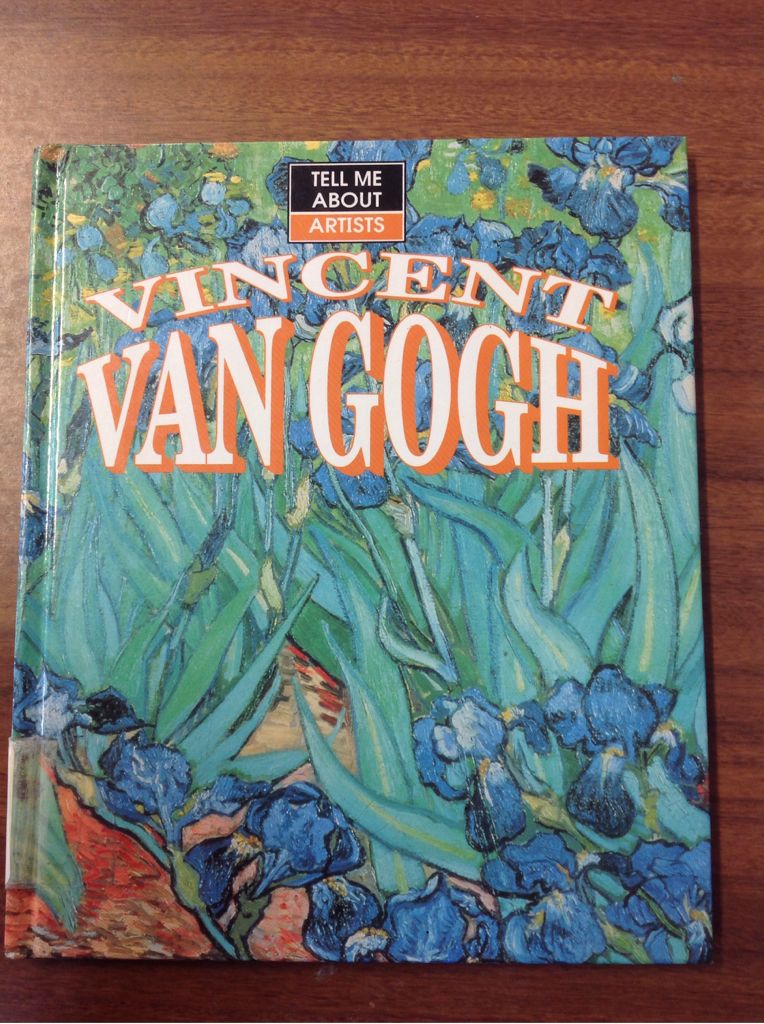 TELL ME
ABOUT
ARTISTS
VINCENT
VAN GOGH